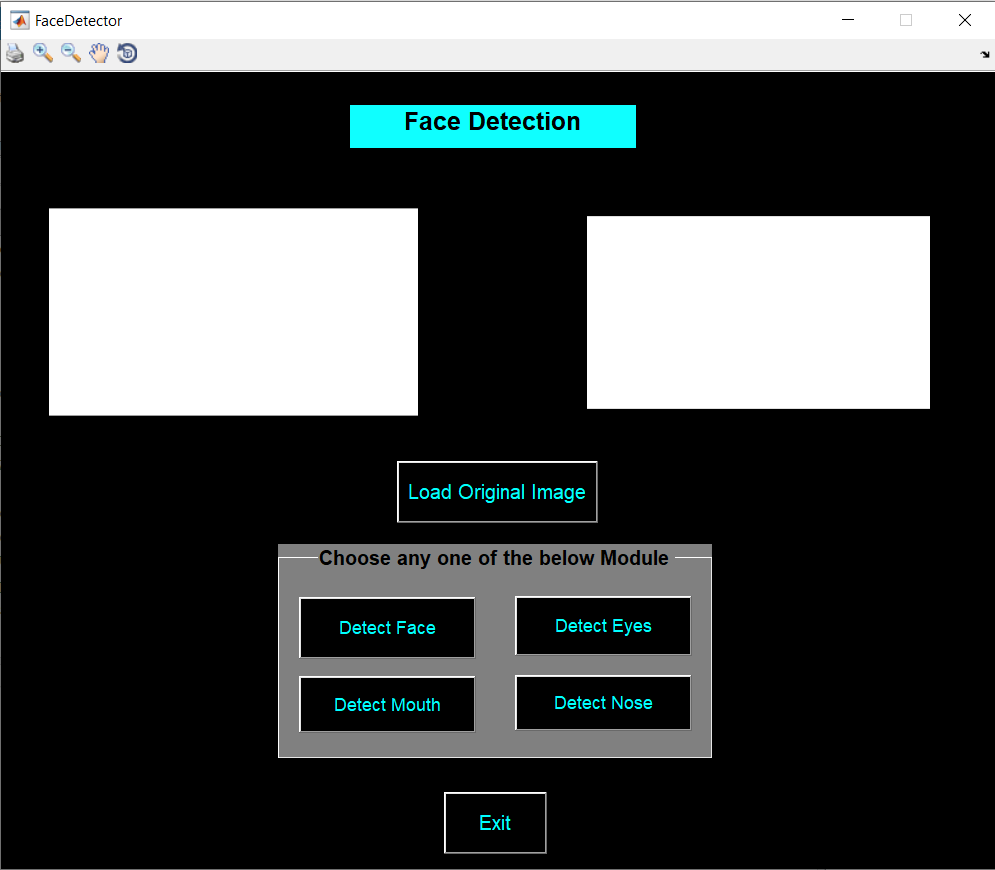 FaceDetector
Face Detection
Load Original Image
Choose any one of the below Module
Detect Face
Detect Eyes
Detect Mouth
Detect Nose
Exit